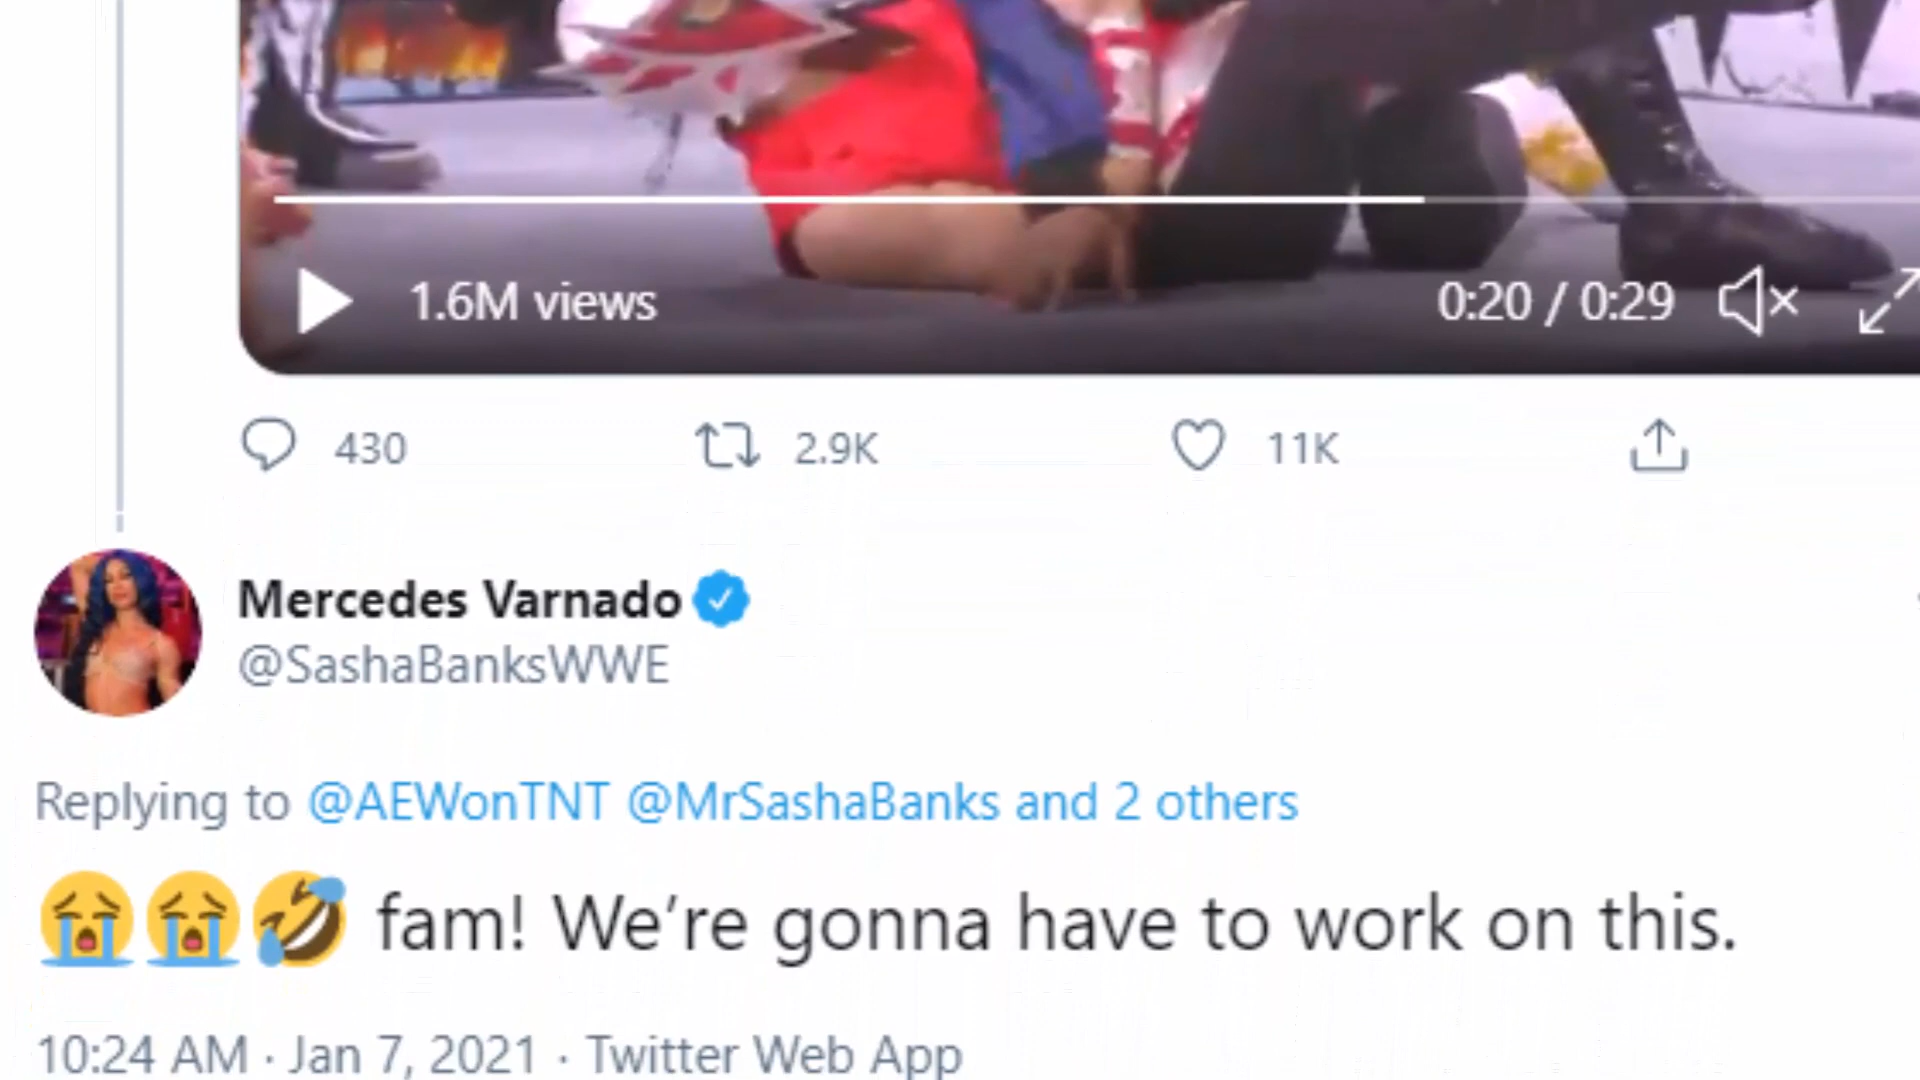 1.6M views
0:20 / 0:29
430
2.9K
11K
Mercedes Varnado
@SashaBanksWWE
Replying to @AEWonTNT @MrSashaBanks and 2 others
😭😭🤣 fam! We're gonna have to work on this.
10:24 AM · Jan 7, 2021 · Twitter Web App